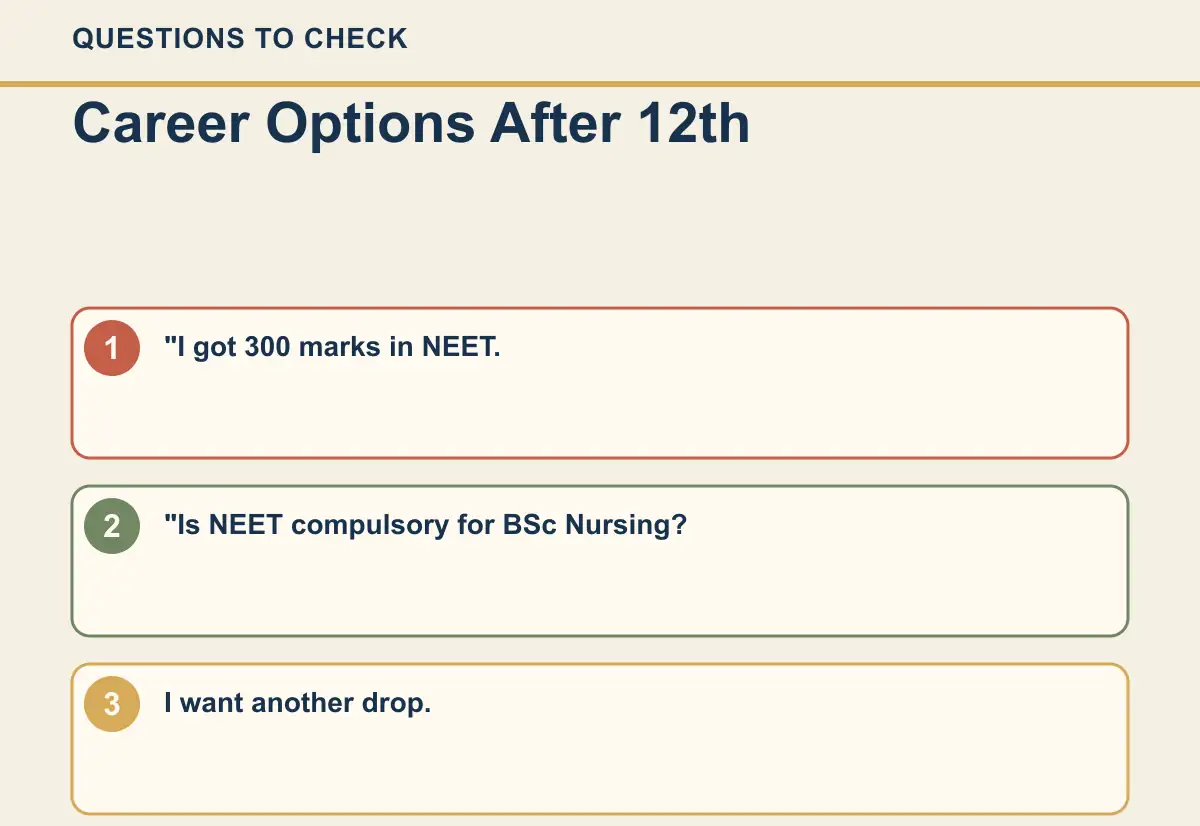 QUESTIONS TO CHECK
Career Options After 12th
1
"I got 300 marks in NEET.
2
"Is NEET compulsory for BSc Nursing?
3
I want another drop.